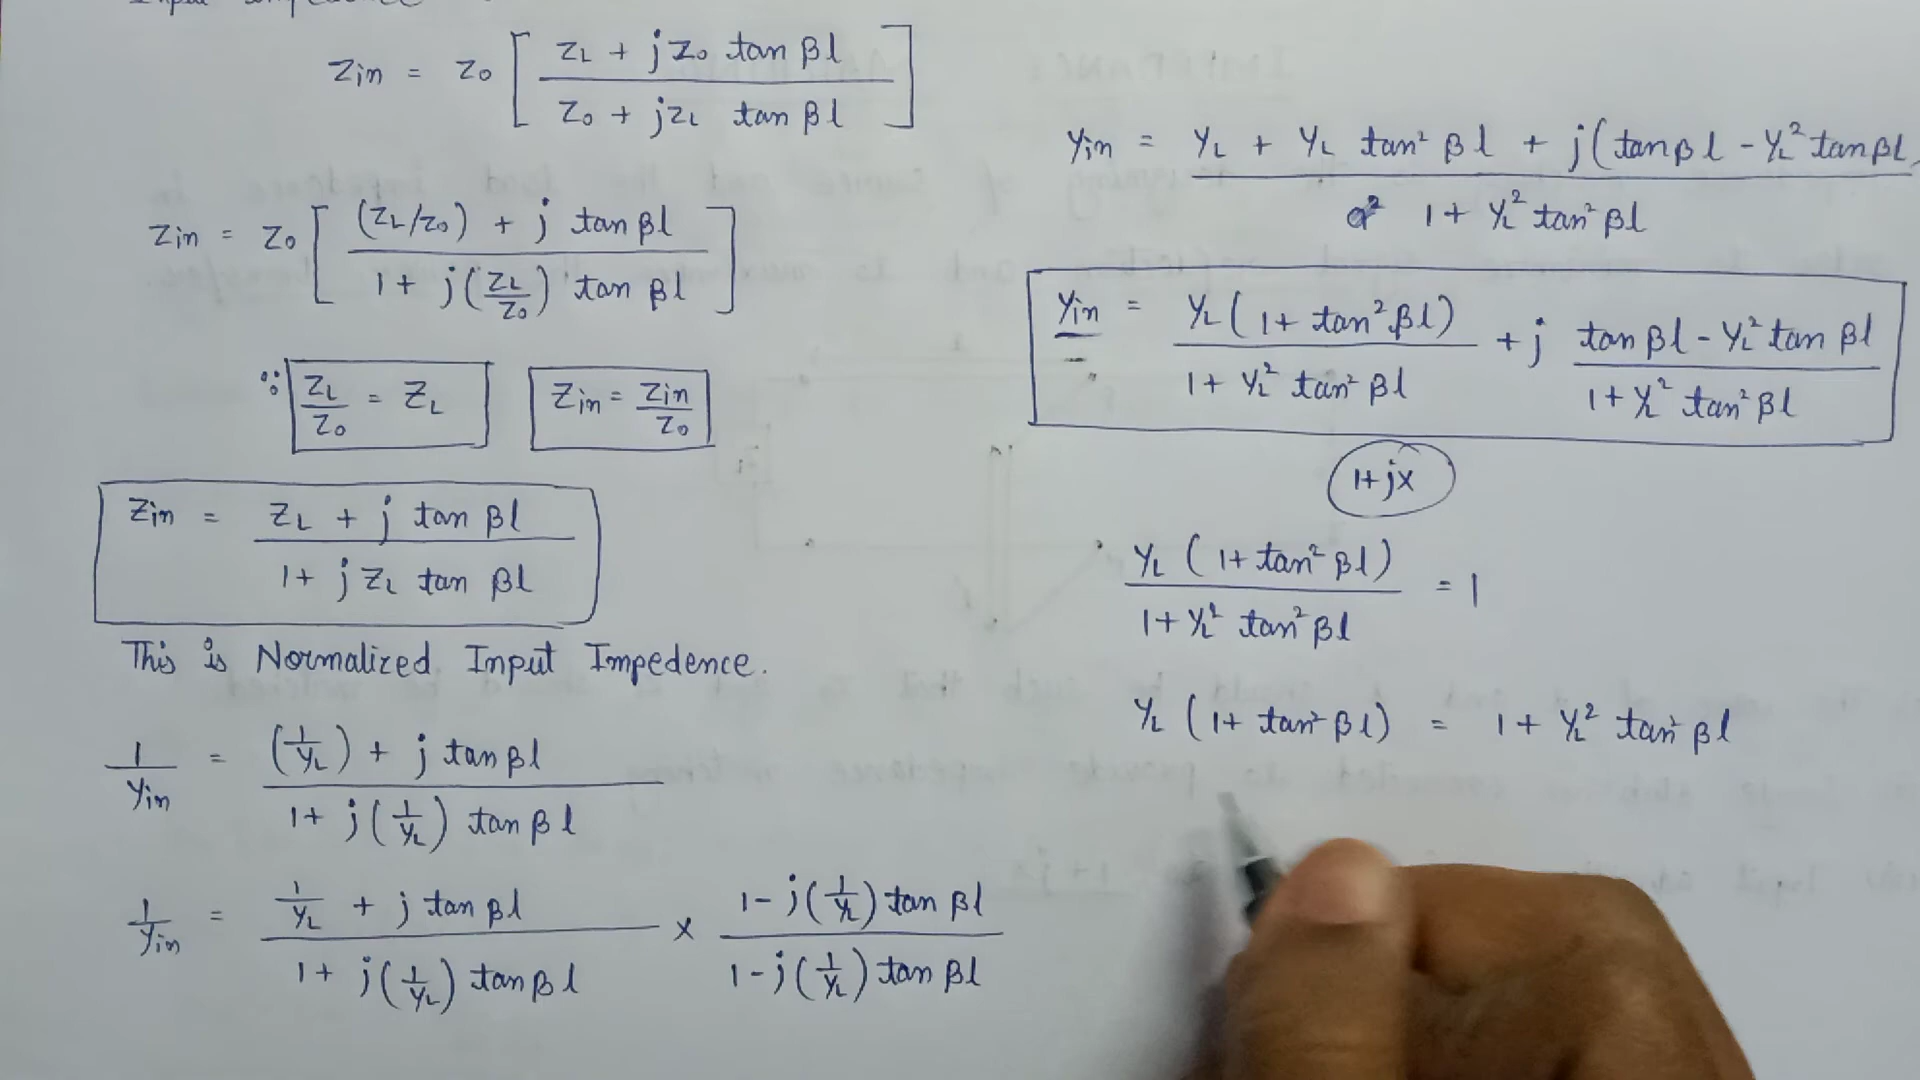 Zin = Z0 [ ZL + j Z0 tan βl / Z0 + j ZL tan βl ]
Zin = Z0 [ (ZL/Z0) + j tan βl / 1 + j (ZL/Z0) tan βl ]
∵ ZL/Z0 = ZL   Zin = Zin/Z0
Zin = ZL + j tan βl / 1 + j ZL tan βl
This is Normalized Input Impedence.
1/Yin = (1/YL) + j tan βl / 1 + j (1/YL) tan βl
1/Yin = 1/YL + j tan βl / 1 + j (1/YL) tan βl × 1 - j (1/YL) tan βl / 1 - j (1/YL) tan βl
Yin = YL + YL tan² βl + j (tan βl - YL² tan βl / 1 + YL² tan² βl
Yin = YL (1 + tan² βl) / 1 + YL² tan² βl + j tan βl - YL² tan βl / 1 + YL² tan² βl
1 + jx
YL (1 + tan² βl) / 1 + YL² tan² βl = 1
YL (1 + tan² βl) = 1 + YL² tan² βl